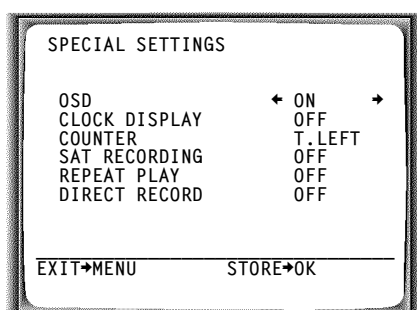 SPECIAL SETTINGS
OSD ← ON →
CLOCK DISPLAY OFF
COUNTER T.LEFT
SAT RECORDING OFF
REPEAT PLAY OFF
DIRECT RECORD OFF
EXIT→MENU STORE→OK